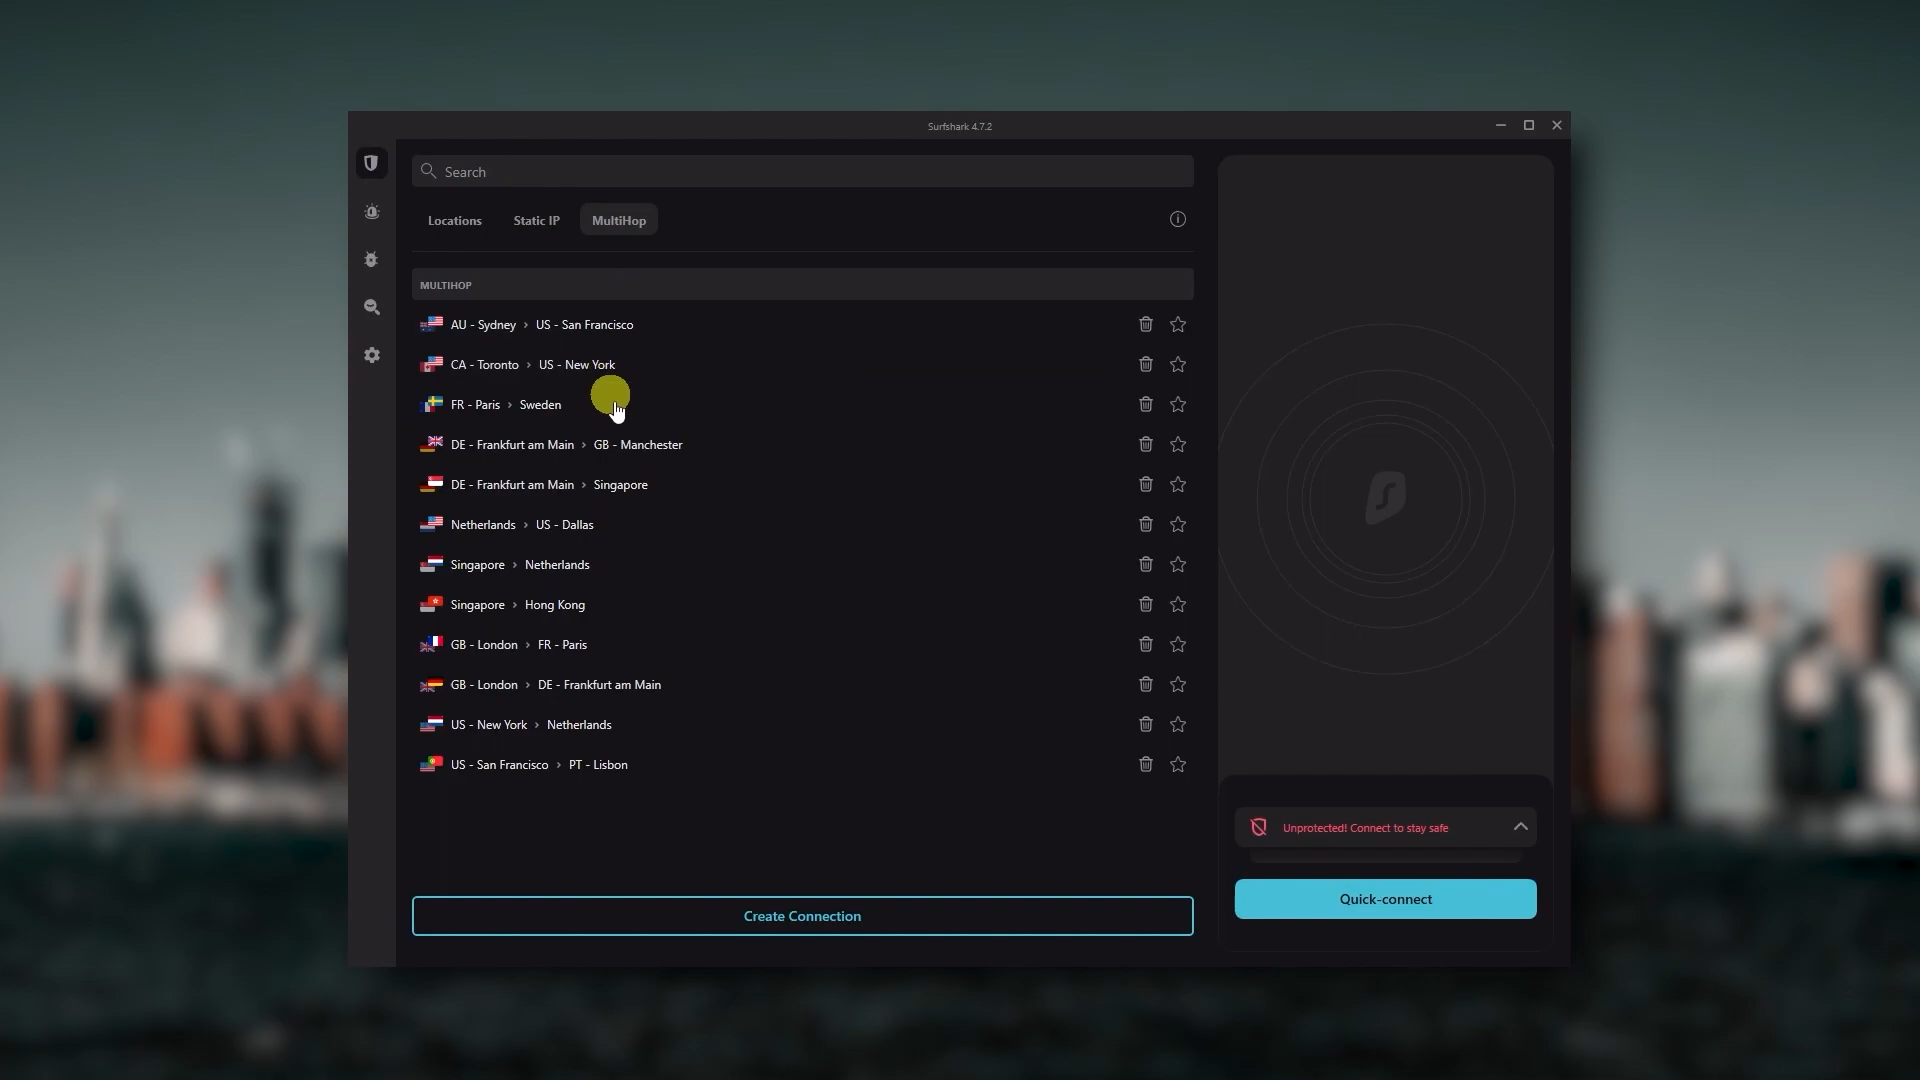 Surfshark 4.7.2
Search
Locations Static IP MultiHop
MULTIHOP
AU - Sydney › US - San Francisco
CA - Toronto › US - New York
FR - Paris › Sweden
DE - Frankfurt am Main › GB - Manchester
DE - Frankfurt am Main › Singapore
Netherlands › US - Dallas
Singapore › Netherlands
Singapore › Hong Kong
GB - London › FR - Paris
GB - London › DE - Frankfurt am Main
US - New York › Netherlands
US - San Francisco › PT - Lisbon
Create Connection
Unprotected! Connect to stay safe
Quick-connect